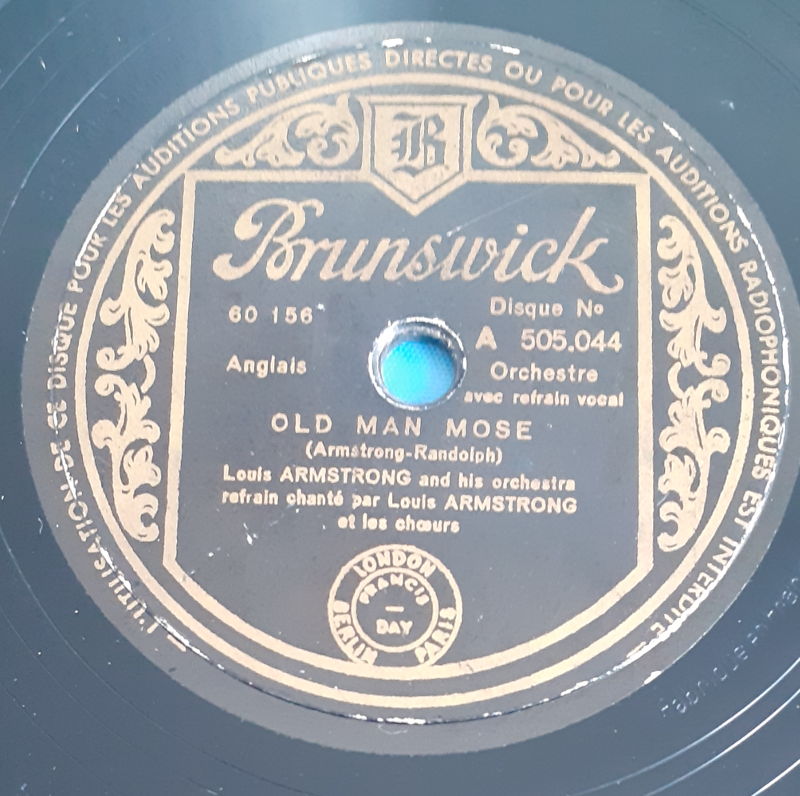 L'UTILISATION DE CE DISQUE POUR LES AUDITIONS PUBLIQUES DIRECTES OU POUR LES AUDITIONS RADIOPHONIQUES EST INTERDITE
B
Brunswick
60 156
Disque No
A 505.044
Anglais
Orchestre
avec refrain vocal
OLD MAN MOSE
(Armstrong-Randolph)
Louis ARMSTRONG and his orchestra
refrain chanté par Louis ARMSTRONG
et les chœurs
LONDON
FRANCIS
—
DAY
BERLIN PARIS